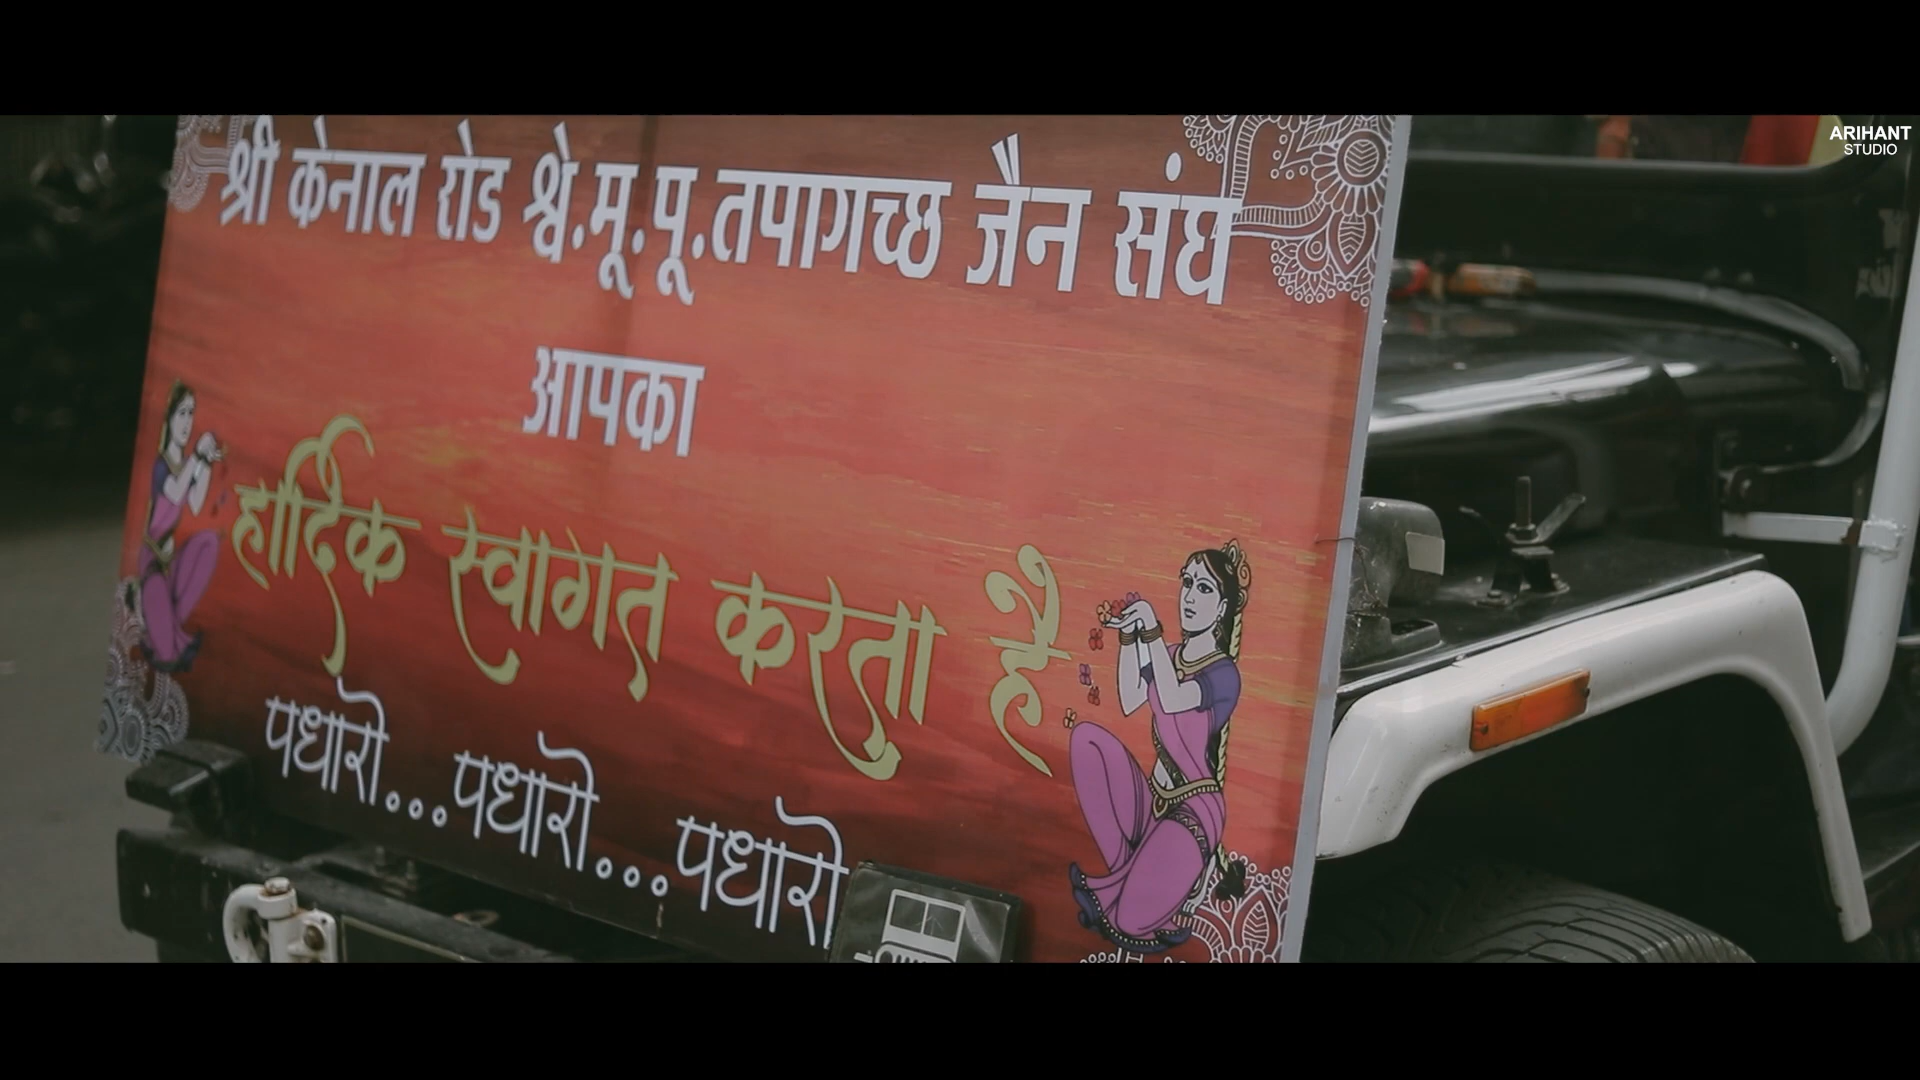 ARIHANT
STUDIO
श्री केनाल रोड श्वे.मू.पू.तपागच्छ जैन संघ
आपका
हार्दिक स्वागत करता है
पधारो...पधारो...पधारो